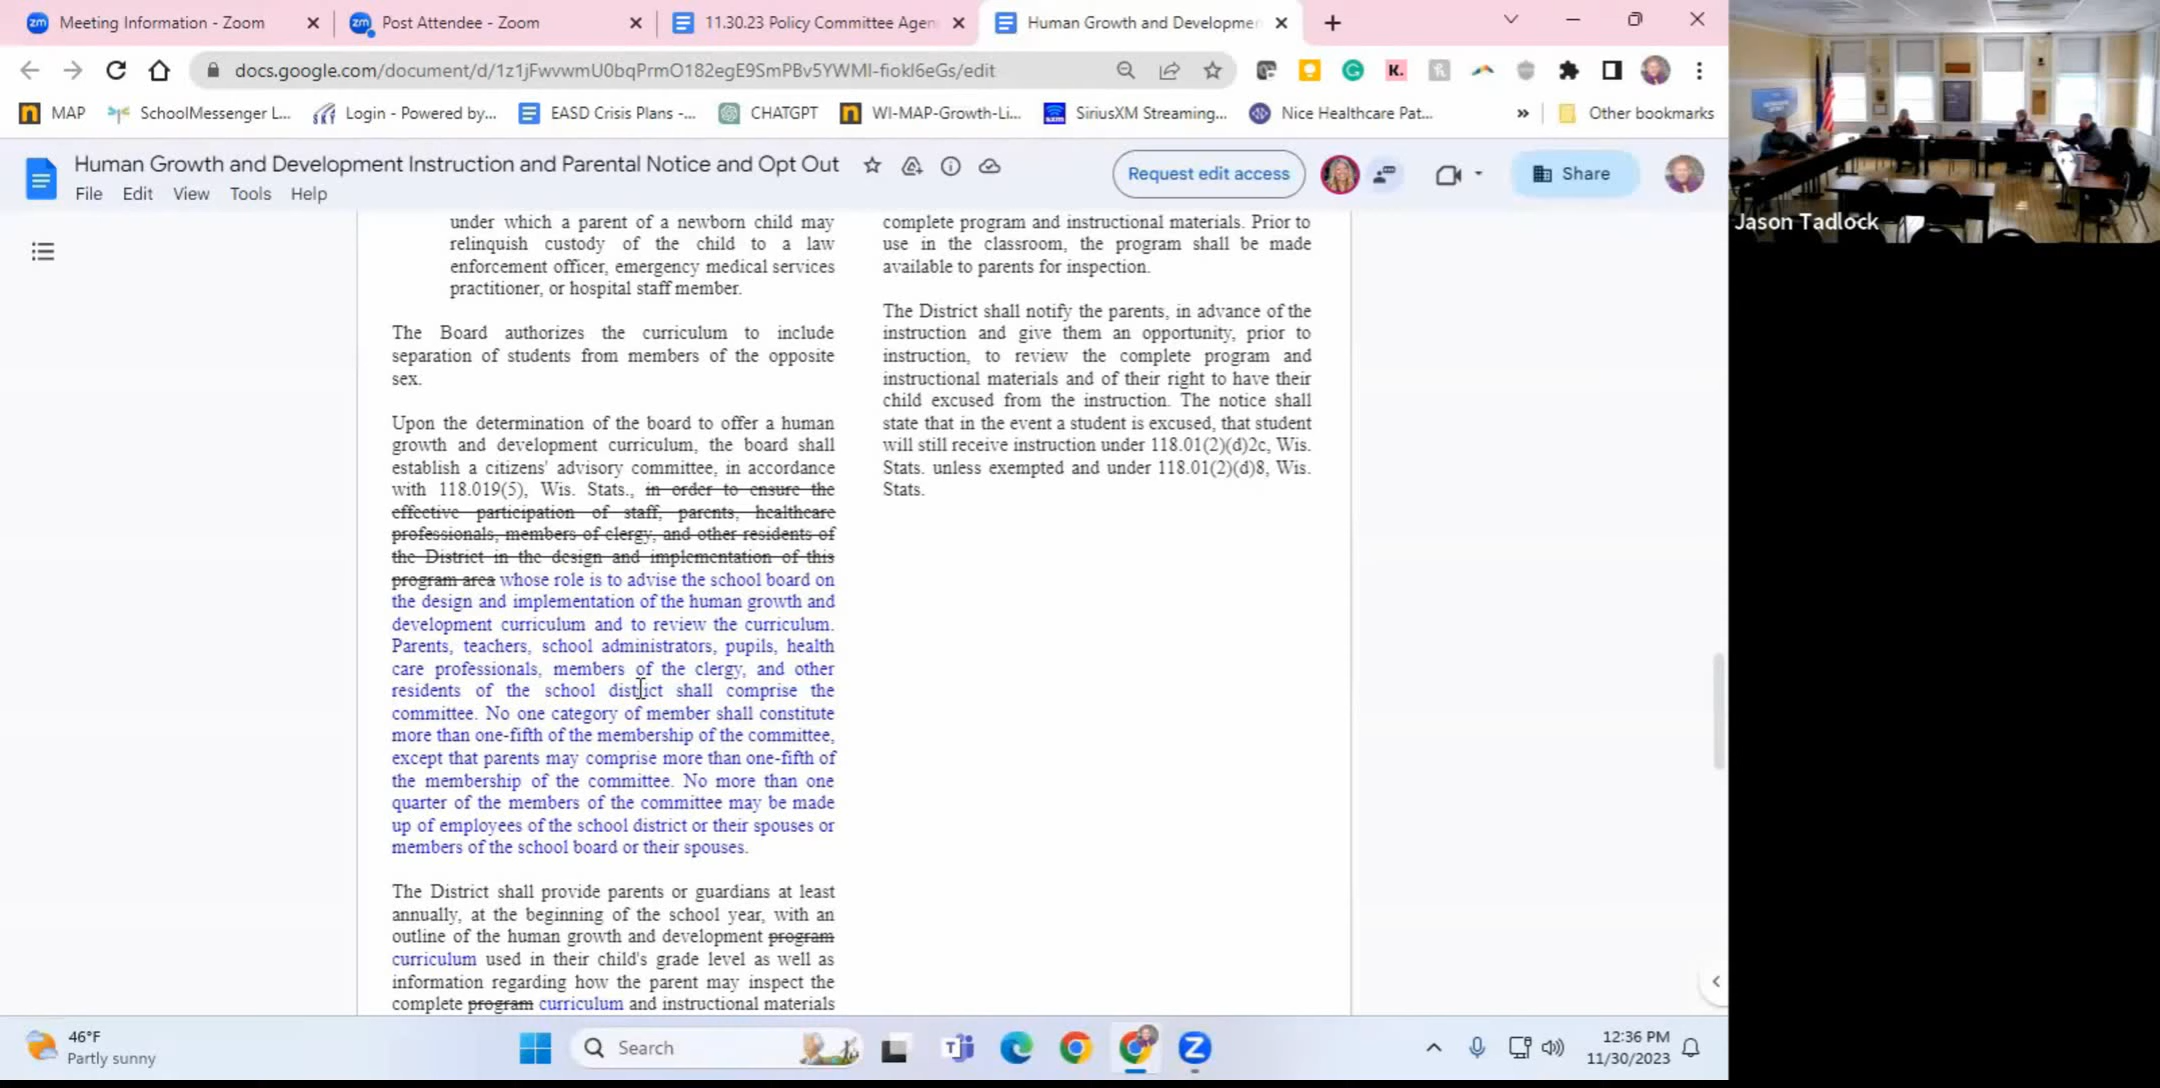 Meeting Information - Zoom
Post Attendee - Zoom
11.30.23 Policy Committee Agen
Human Growth and Developmen
docs.google.com/document/d/1z1jFwvwmU0bqPrmO182egE9SmPBv5YWMI-fiokI6eGs/edit
MAP
SchoolMessenger L...
Login - Powered by...
EASD Crisis Plans -...
CHATGPT
WI-MAP-Growth-Li...
SiriusXM Streaming...
Nice Healthcare Pat...
»
Other bookmarks
Human Growth and Development Instruction and Parental Notice and Opt Out
File Edit View Tools Help
Request edit access
Share
under which a parent of a newborn child may
relinquish custody of the child to a law
enforcement officer, emergency medical services
practitioner, or hospital staff member.
The Board authorizes the curriculum to include
separation of students from members of the opposite
sex.
Upon the determination of the board to offer a human
growth and development curriculum, the board shall
establish a citizens' advisory committee, in accordance
with 118.019(5), Wis. Stats., in order to ensure the
effective participation of staff, parents, healthcare
professionals, members of clergy, and other residents of
the District in the design and implementation of this
program area whose role is to advise the school board on
the design and implementation of the human growth and
development curriculum and to review the curriculum.
Parents, teachers, school administrators, pupils, health
care professionals, members of the clergy, and other
residents of the school district shall comprise the
committee. No one category of member shall constitute
more than one-fifth of the membership of the committee,
except that parents may comprise more than one-fifth of
the membership of the committee. No more than one
quarter of the members of the committee may be made
up of employees of the school district or their spouses or
members of the school board or their spouses.
The District shall provide parents or guardians at least
annually, at the beginning of the school year, with an
outline of the human growth and development program
curriculum used in their child's grade level as well as
information regarding how the parent may inspect the
complete program curriculum and instructional materials
complete program and instructional materials. Prior to
use in the classroom, the program shall be made
available to parents for inspection.
The District shall notify the parents, in advance of the
instruction and give them an opportunity, prior to
instruction, to review the complete program and
instructional materials and of their right to have their
child excused from the instruction. The notice shall
state that in the event a student is excused, that student
will still receive instruction under 118.01(2)(d)2c, Wis.
Stats. unless exempted and under 118.01(2)(d)8, Wis.
Stats.
Jason Tadlock
46°F
Partly sunny
Search
12:36 PM
11/30/2023